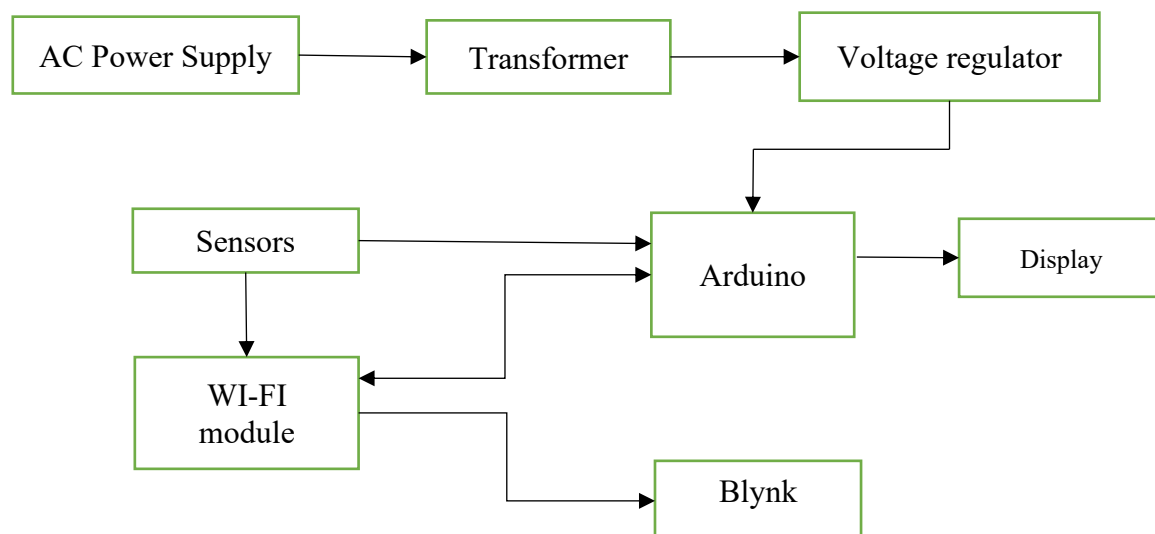 AC Power Supply
Transformer
Voltage regulator
Sensors
Arduino
Display
WI-FI
module
Blynk